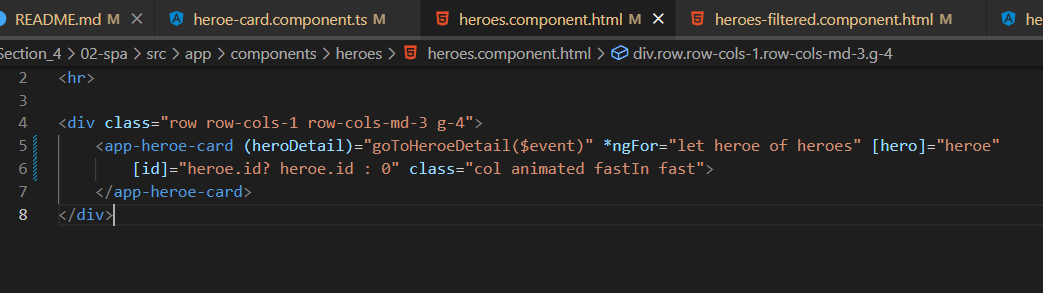 README.md M heroe-card.component.ts M heroes.component.html M heroes-filtered.component.html M he
Section_4 > 02-spa > src > app > components > heroes > heroes.component.html > div.row.row-cols-1.row-cols-md-3.g-4
2 <hr>
3
4 <div class="row row-cols-1 row-cols-md-3 g-4">
5 <app-heroe-card (heroDetail)="goToHeroeDetail($event)" *ngFor="let heroe of heroes" [hero]="heroe"
6 [id]="heroe.id? heroe.id : 0" class="col animated fastIn fast">
7 </app-heroe-card>
8 </div>